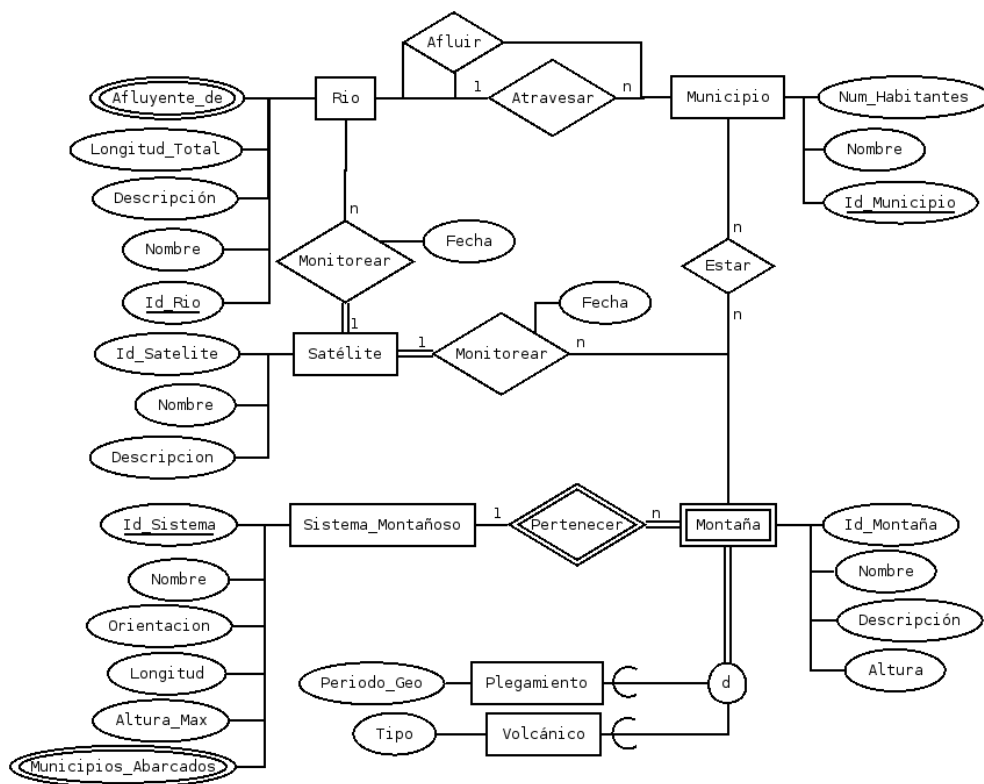 Afluir
Afluyente_de
Rio
1
Atravesar
n
Municipio
Num_Habitantes
Longitud_Total
Nombre
Descripción
Id_Municipio
n
n
Nombre
Monitorear
Fecha
Estar
Id_Rio
Fecha
n
1
Id_Satelite
Satélite
1
Monitorear
n
Nombre
Descripcion
Id_Sistema
Sistema_Montañoso
1
Pertenecer
n
Montaña
Id_Montaña
Nombre
Nombre
Orientacion
Descripción
Longitud
Altura
Periodo_Geo
Plegamiento
d
Altura_Max
Tipo
Volcánico
Municipios_Abarcados